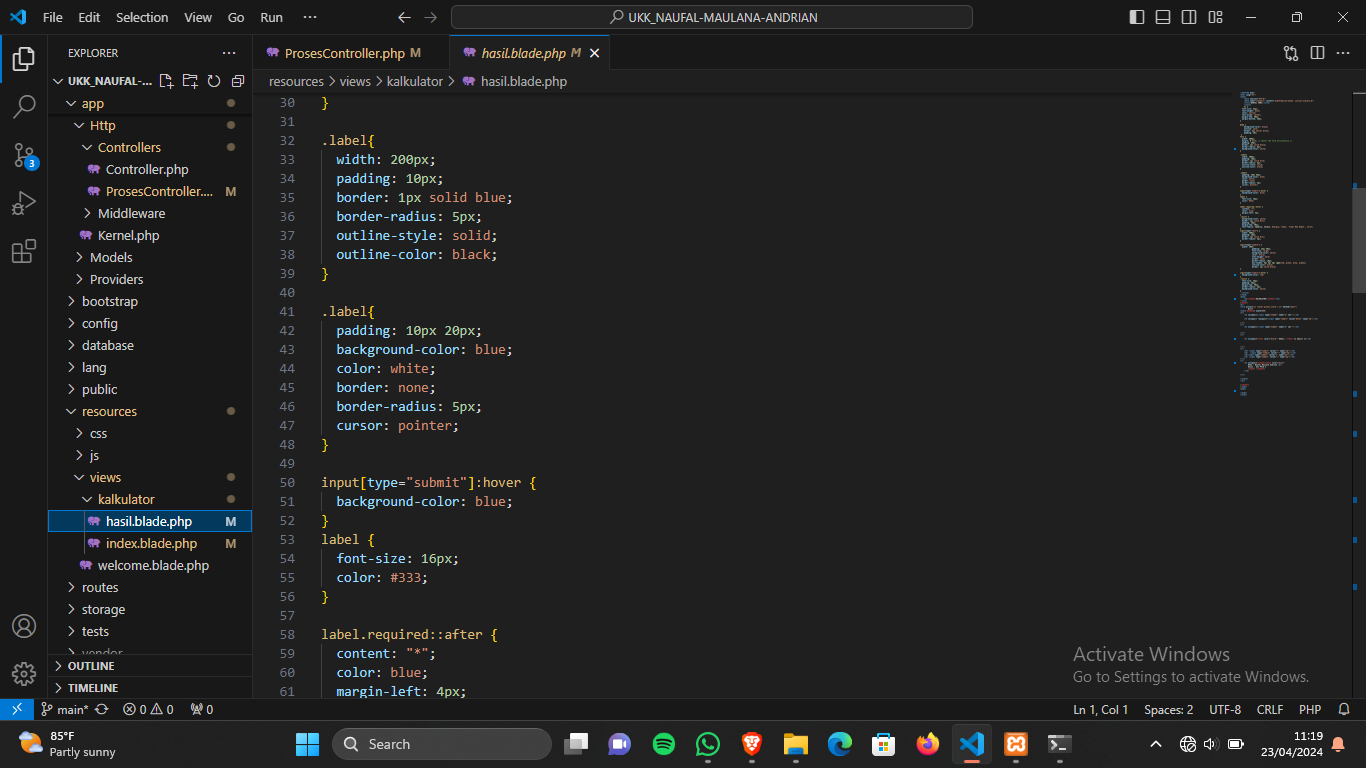 File Edit Selection View Go Run ··· UKK_NAUFAL-MAULANA-ANDRIAN
EXPLORER ···
UKK_NAUFAL-...
app
Http
Controllers
Controller.php
ProsesController.... M
Middleware
Kernel.php
Models
Providers
bootstrap
config
database
lang
public
resources
css
js
views
kalkulator
hasil.blade.php M
index.blade.php M
welcome.blade.php
routes
storage
tests
vendor
OUTLINE
TIMELINE
3
ProsesController.php M hasil.blade.php M
resources > views > kalkulator > hasil.blade.php
30 }
31
32 .label{
33 width: 200px;
34 padding: 10px;
35 border: 1px solid blue;
36 border-radius: 5px;
37 outline-style: solid;
38 outline-color: black;
39 }
40
41 .label{
42 padding: 10px 20px;
43 background-color: blue;
44 color: white;
45 border: none;
46 border-radius: 5px;
47 cursor: pointer;
48 }
49
50 input[type="submit"]:hover {
51 background-color: blue;
52 }
53 label {
54 font-size: 16px;
55 color: #333;
56 }
57
58 label.required::after {
59 content: "*";
60 color: blue;
61 margin-left: 4px;
Activate Windows
Go to Settings to activate Windows.
main* 0 0 0 Ln 1, Col 1 Spaces: 2 UTF-8 CRLF PHP
85°F
Partly sunny
Search
11:19
23/04/2024